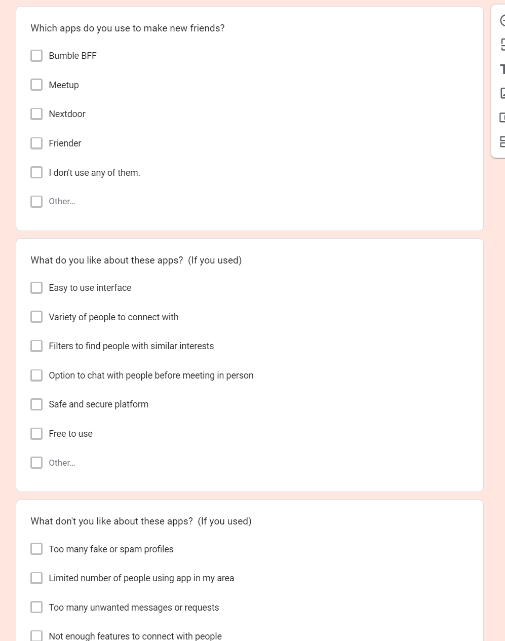 Which apps do you use to make new friends?
Bumble BFF
Meetup
Nextdoor
Friender
I don't use any of them.
Other...
What do you like about these apps? (If you used)
Easy to use interface
Variety of people to connect with
Filters to find people with similar interests
Option to chat with people before meeting in person
Safe and secure platform
Free to use
Other...
What don't you like about these apps? (If you used)
Too many fake or spam profiles
Limited number of people using app in my area
Too many unwanted messages or requests
Not enough features to connect with people